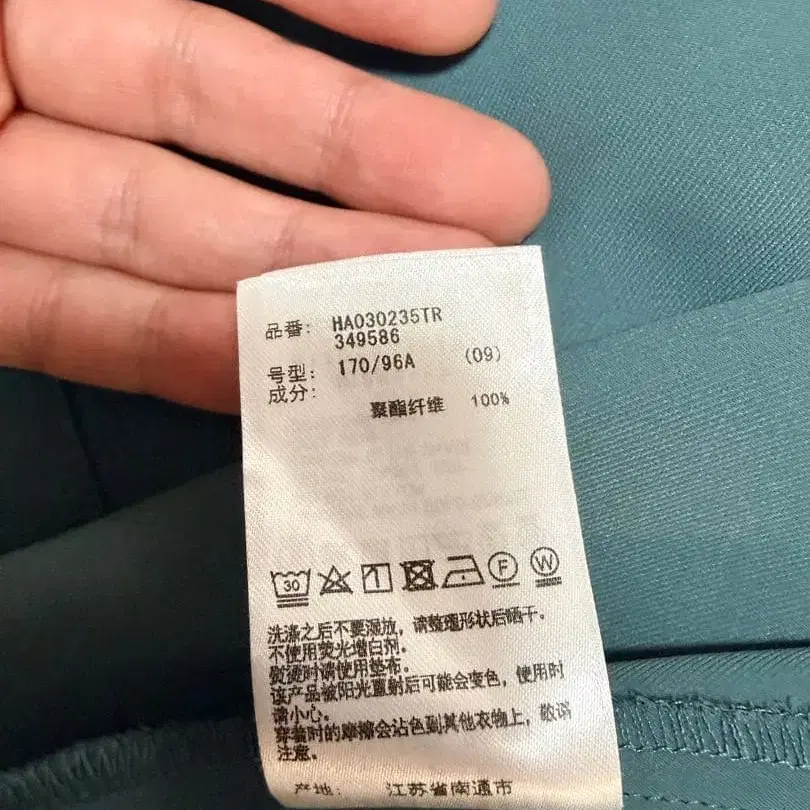 品番: HA030235TR
349586
号型: 170/96A (09)
成分:
聚酯纤维 100%
30
F W
洗涤之后不要湿放，请整理形状后晒干。
不使用荧光增白剂。
熨烫时请使用垫布。
该产品被阳光直射后可能会变色，使用时
请小心。
穿着时的摩擦会沾色到其他衣物上，敬请
注意。
产地: 江苏省南通市